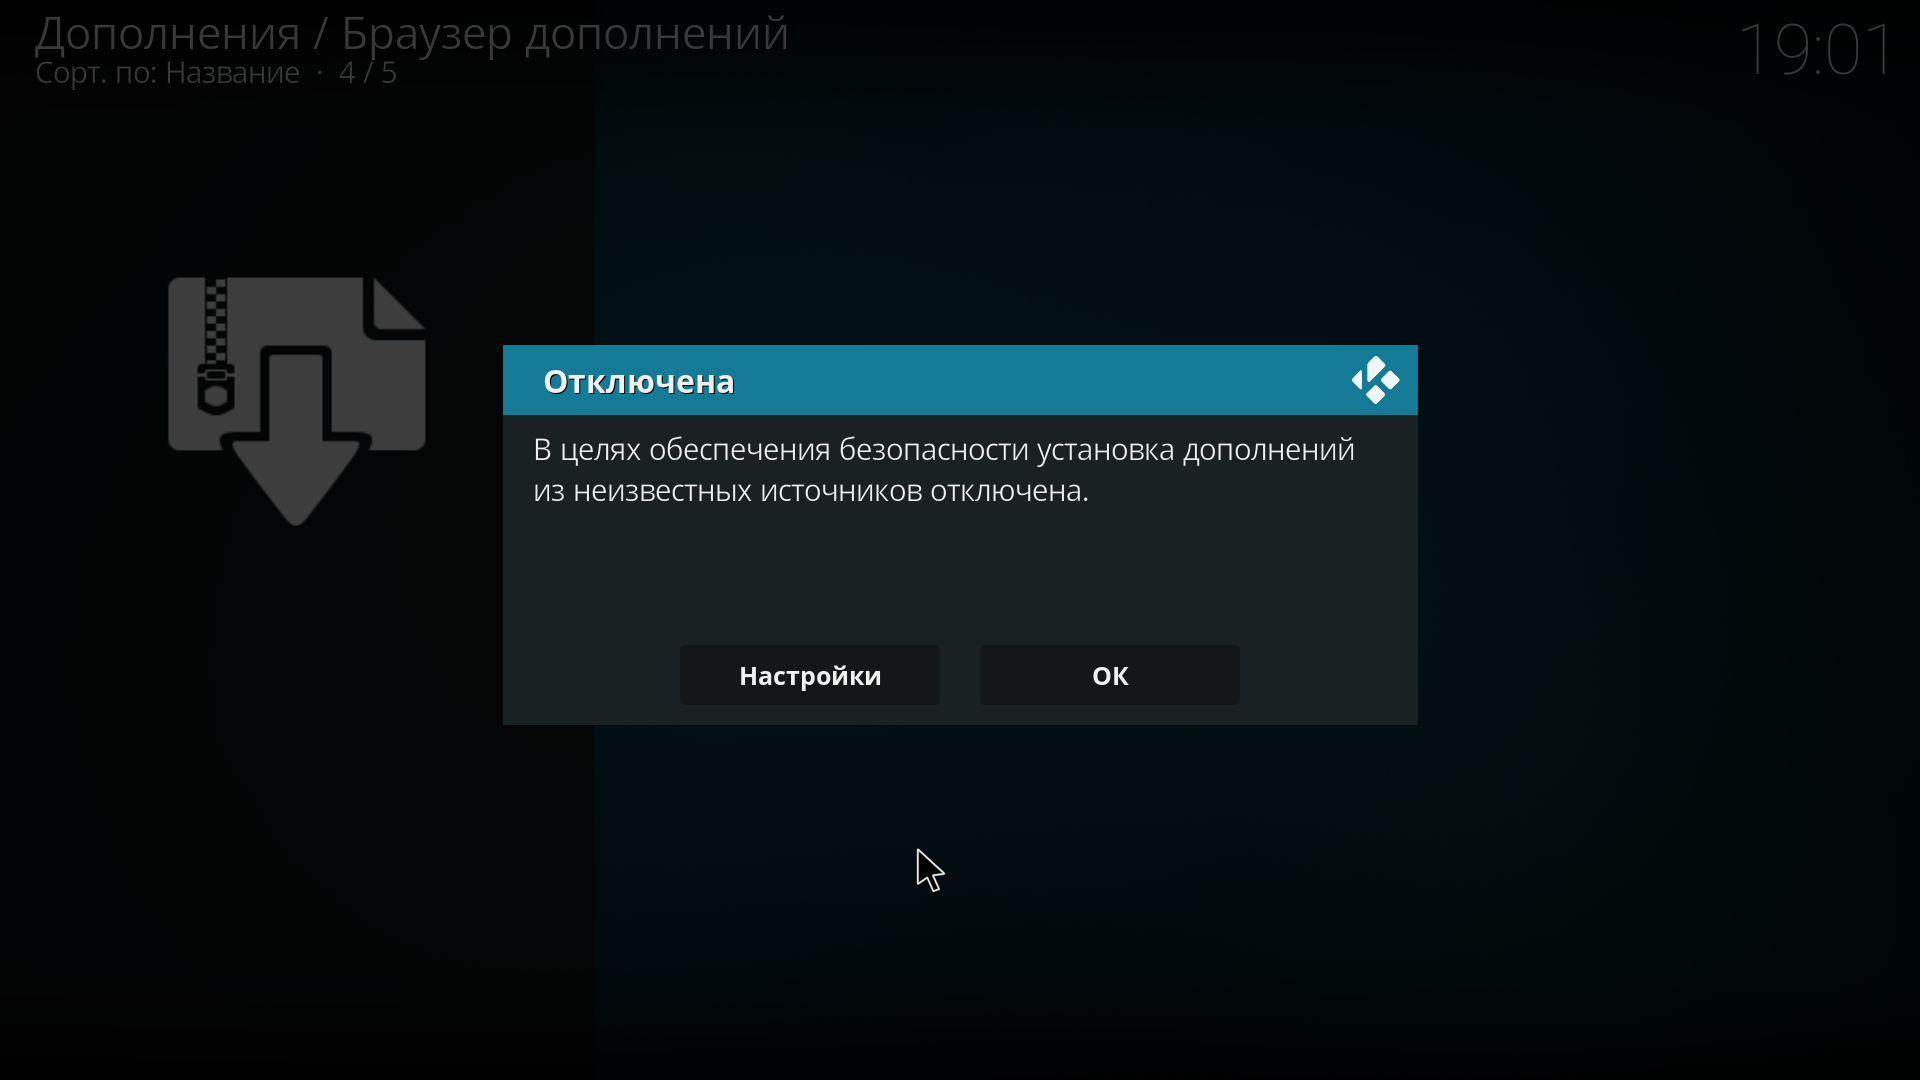 Дополнения / Браузер дополнений
Сорт. по: Название · 4 / 5
19:01
Отключена
В целях обеспечения безопасности установка дополнений
из неизвестных источников отключена.
Настройки
ОК